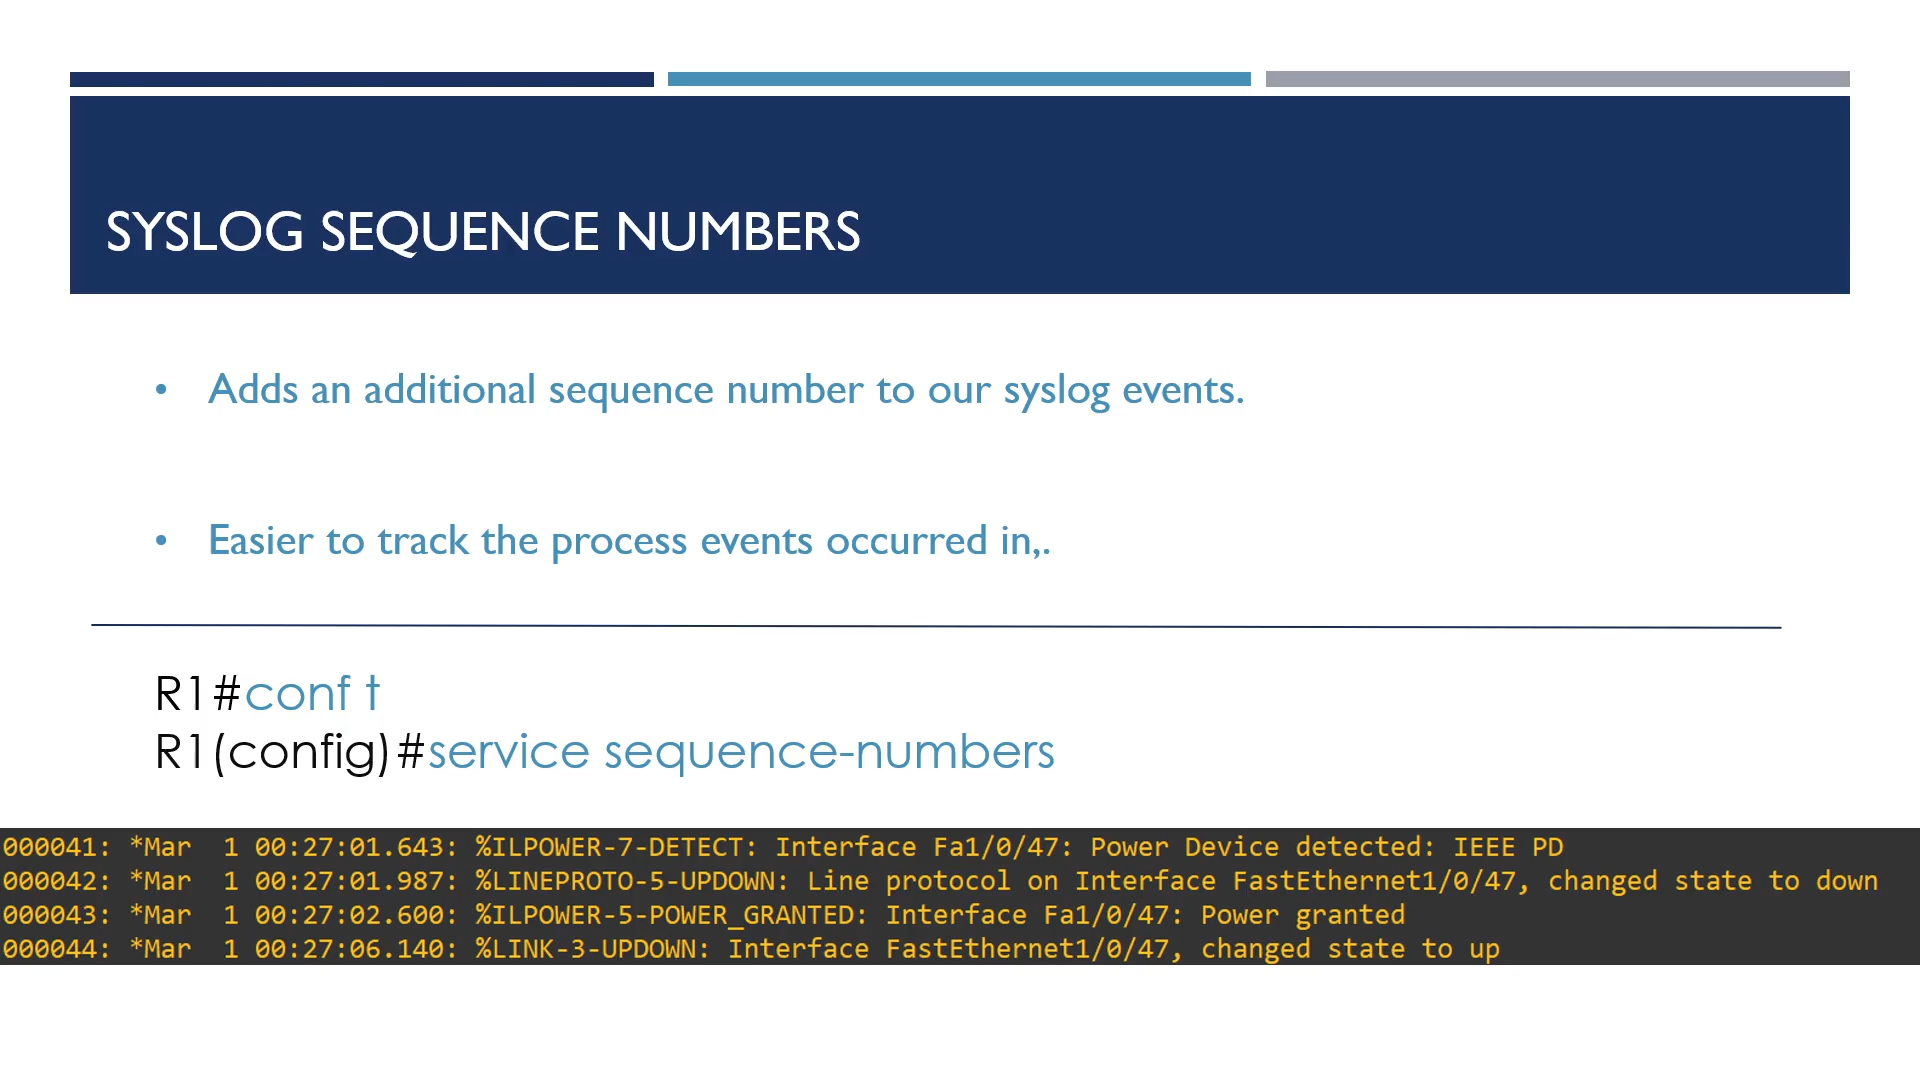 SYSLOG SEQUENCE NUMBERS
• Adds an additional sequence number to our syslog events.
• Easier to track the process events occurred in,.
R1#conf t
R1(config)#service sequence-numbers
000041: *Mar  1 00:27:01.643: %ILPOWER-7-DETECT: Interface Fa1/0/47: Power Device detected: IEEE PD
000042: *Mar  1 00:27:01.987: %LINEPROTO-5-UPDOWN: Line protocol on Interface FastEthernet1/0/47, changed state to down
000043: *Mar  1 00:27:02.600: %ILPOWER-5-POWER_GRANTED: Interface Fa1/0/47: Power granted
000044: *Mar  1 00:27:06.140: %LINK-3-UPDOWN: Interface FastEthernet1/0/47, changed state to up